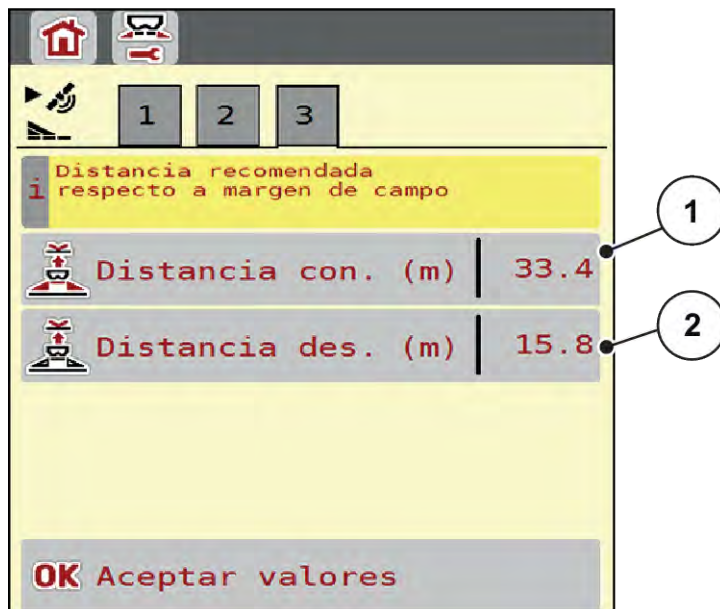 1 2 3
i Distancia recomendada
respecto a margen de campo
Distancia con. (m) 33.4
1
Distancia des. (m) 15.8
2
OK Aceptar valores